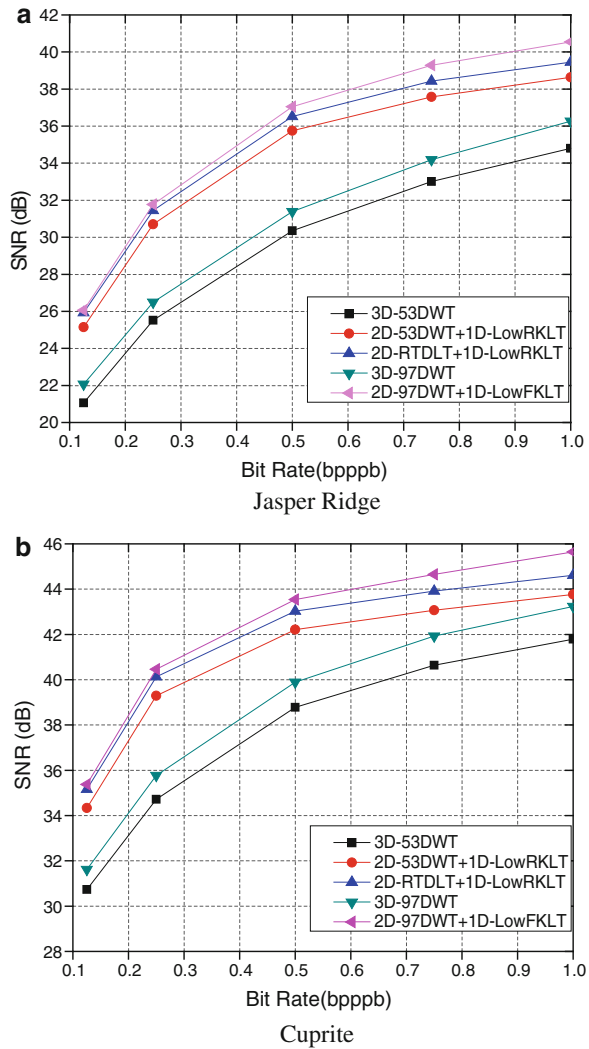 a
42
40
38
36
34
32
30
28
26
24
22
20
SNR (dB)
3D-53DWT
2D-53DWT+1D-LowRKLT
2D-RTDLT+1D-LowRKLT
3D-97DWT
2D-97DWT+1D-LowFKLT
0.1 0.2 0.3 0.4 0.5 0.6 0.7 0.8 0.9 1.0
Bit Rate(bpppb)
Jasper Ridge
b
46
44
42
40
38
36
34
32
30
28
SNR (dB)
3D-53DWT
2D-53DWT+1D-LowRKLT
2D-RTDLT+1D-LowRKLT
3D-97DWT
2D-97DWT+1D-LowFKLT
0.1 0.2 0.3 0.4 0.5 0.6 0.7 0.8 0.9 1.0
Bit Rate(bpppb)
Cuprite